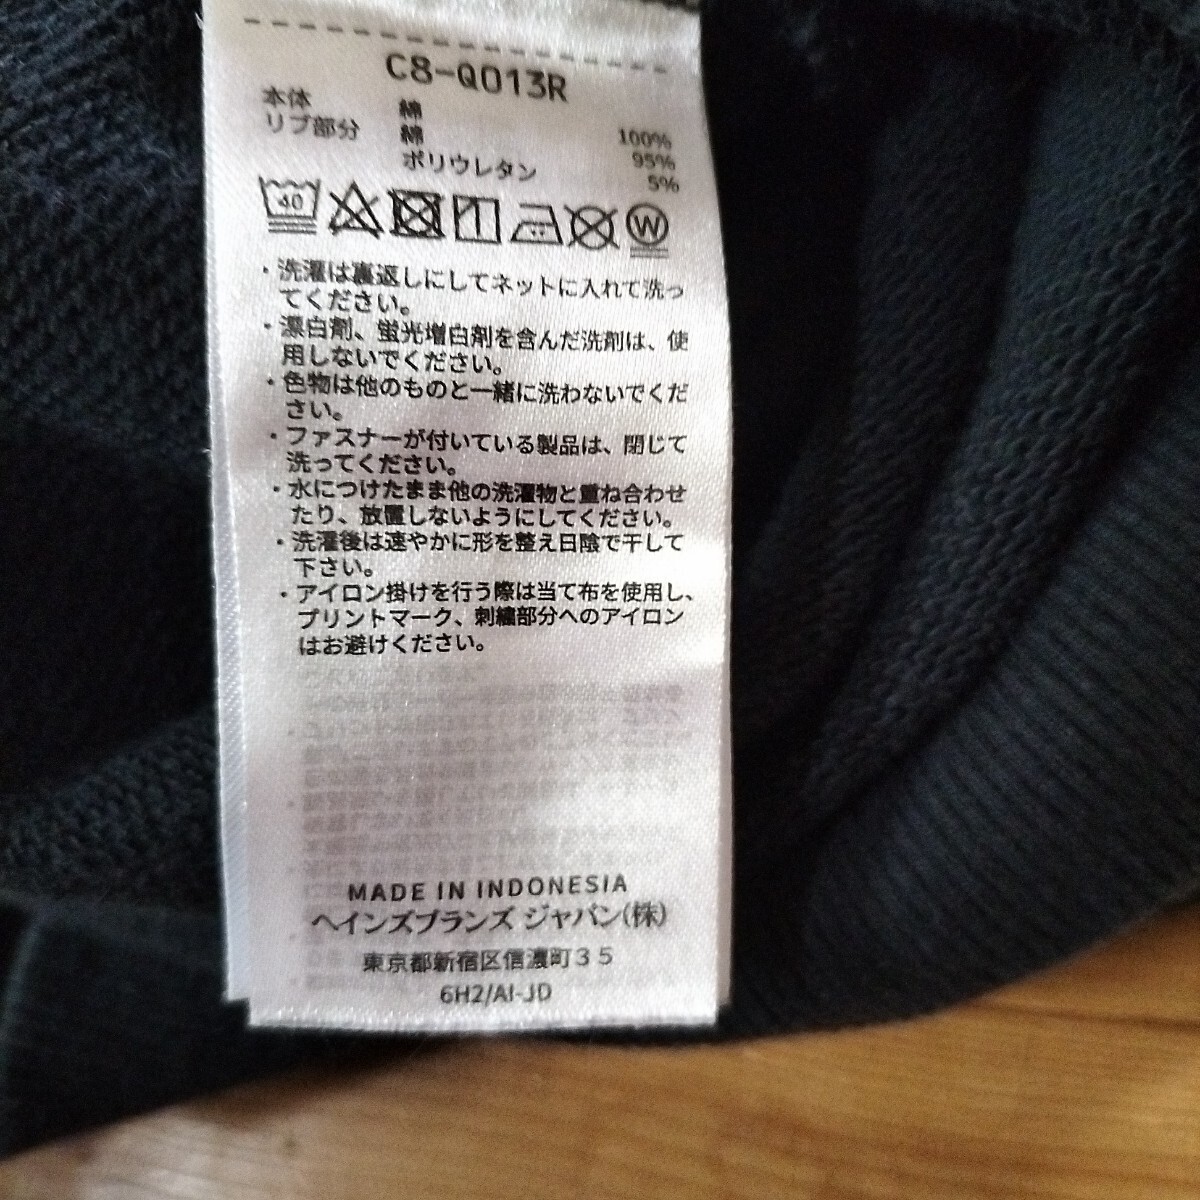 C8-Q013R
本体 綿 100%
リブ部分 綿 95%
ポリウレタン 5%
40
W
・洗濯は裏返しにしてネットに入れて洗っ
てください。
・漂白剤、蛍光増白剤を含んだ洗剤は、使
用しないでください。
・色物は他のものと一緒に洗わないでくだ
さい。
・ファスナーが付いている製品は、閉じて
洗ってください。
・水につけたまま他の洗濯物と重ね合わせ
たり、放置しないようにしてください。
・洗濯後は速やかに形を整え日陰で干して
下さい。
・アイロン掛けを行う際は当て布を使用し、
プリントマーク、刺繍部分へのアイロン
はお避けください。
MADE IN INDONESIA
ヘインズブランズ ジャパン(株)
東京都新宿区信濃町35
6H2/AI-JD